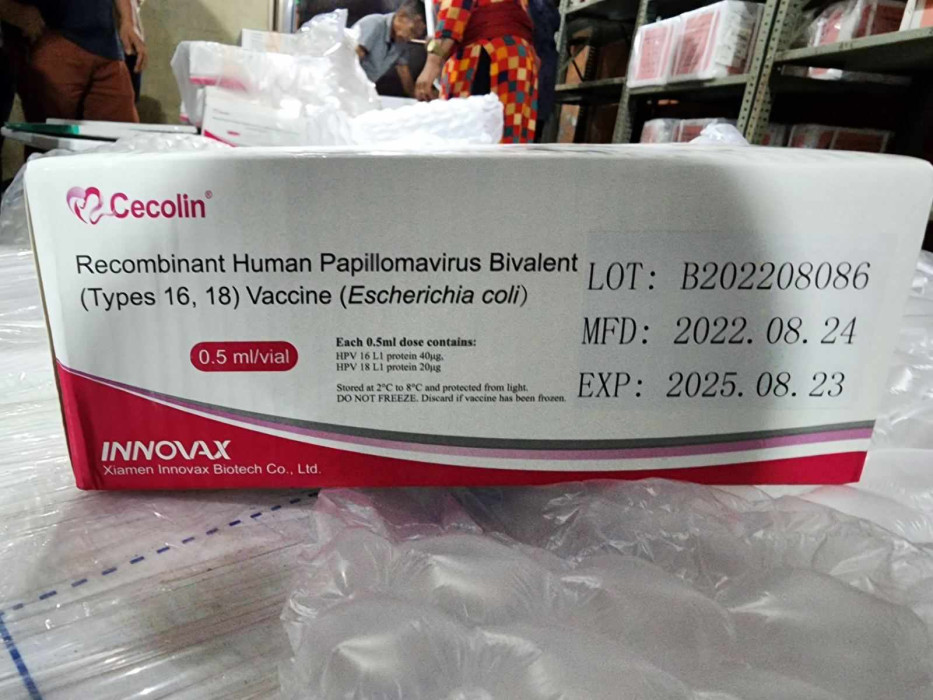 Cecolin®
Recombinant Human Papillomavirus Bivalent
(Types 16, 18) Vaccine (Escherichia coli)
0.5 ml/vial
Each 0.5ml dose contains:
HPV 16 L1 protein 40μg,
HPV 18 L1 protein 20μg
Stored at 2°C to 8°C and protected from light.
DO NOT FREEZE. Discard if vaccine has been frozen.
LOT: B202208086
MFD: 2022. 08. 24
EXP: 2025. 08. 23
INNOVAX
Xiamen Innovax Biotech Co., Ltd.